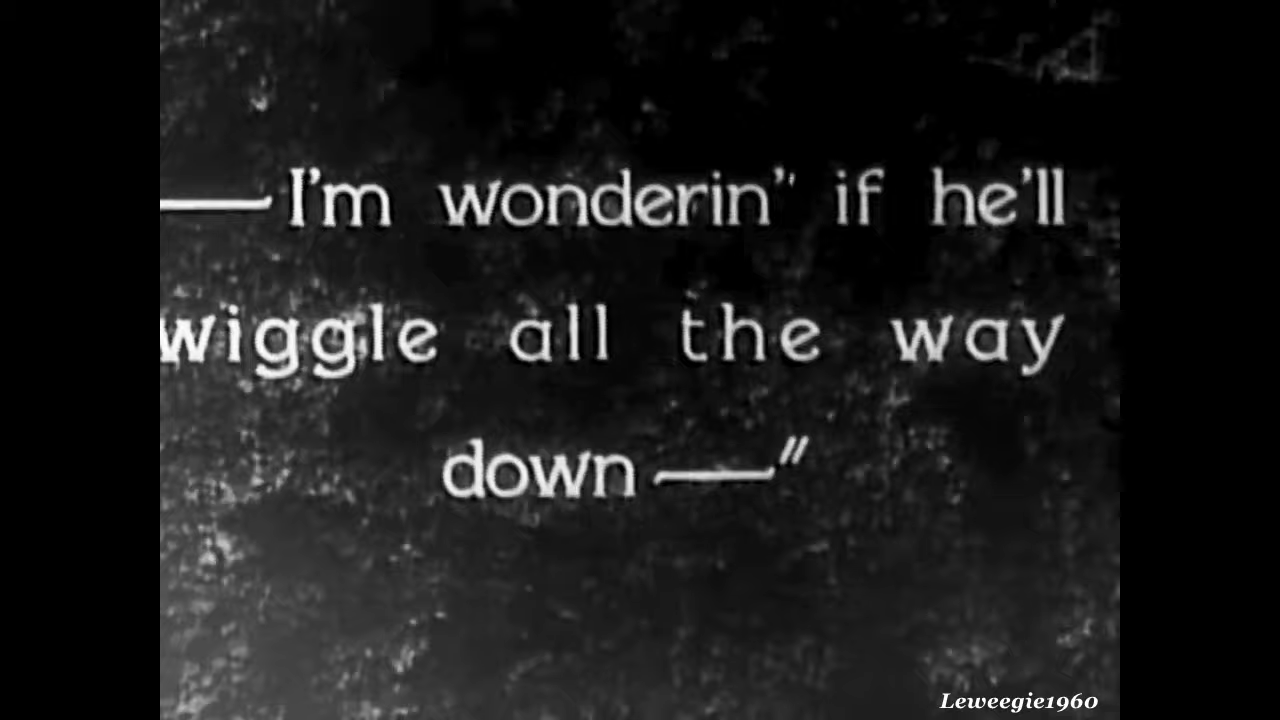 —I'm wonderin'' if he'll
wiggle all the way
down—"
Leweegie1960